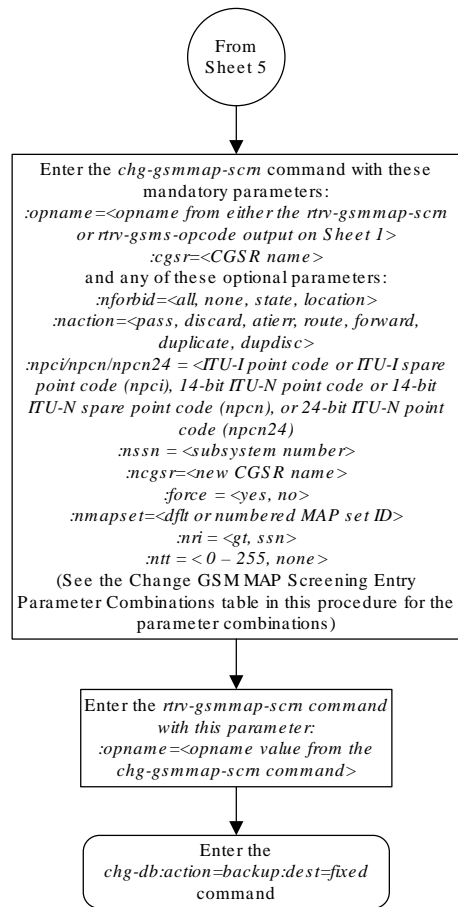 From
Sheet 5
Enter the chg-gsmmap-scrn command with these
mandatory parameters:
:opname=<opname from either the rtrv-gsmmap-scrn
or rtrv-gsms-opcode output on Sheet 1>
:cgsr=<CGSR name>
and any of these optional parameters:
:nforbid=<all, none, state, location>
:naction=<pass, discard, atierr, route, forward,
duplicate, dupdisc>
:npci/npcn/npcn24 = <ITU-I point code or ITU-I spare
point code (npci), 14-bit ITU-N point code or 14-bit
ITU-N spare point code (npcn), or 24-bit ITU-N point
code (npcn24)
:nssn = <subsystem number>
:ncgsr=<new CGSR name>
:force = <yes, no>
:nmapset=<dflt or numbered MAP set ID>
:nri = <gt, ssn>
:ntt = < 0 – 255, none>
(See the Change GSM MAP Screening Entry
Parameter Combinations table in this procedure for the
parameter combinations)
Enter the rtrv-gsmmap-scrn command
with this parameter:
:opname=<opname value from the
chg-gsmmap-scrn command>
Enter the
chg-db:action=backup:dest=fixed
command